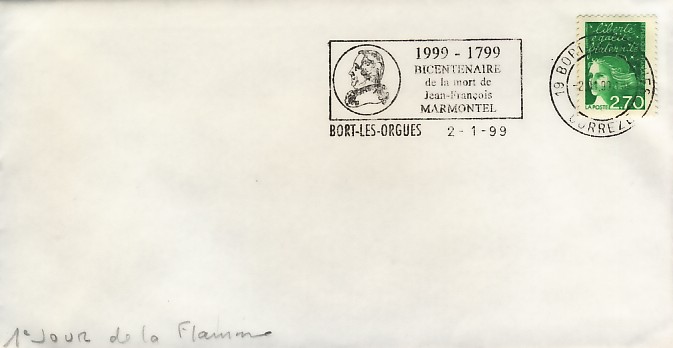 1999 - 1799
BICENTENAIRE
de la mort de
Jean-François
MARMONTEL
BORT-LES-ORGUES 2-1-99
liberté
égalité
fraternité
LA POSTE 2,70
19 BORT
CORREZE
1e JOUR de la Flamme